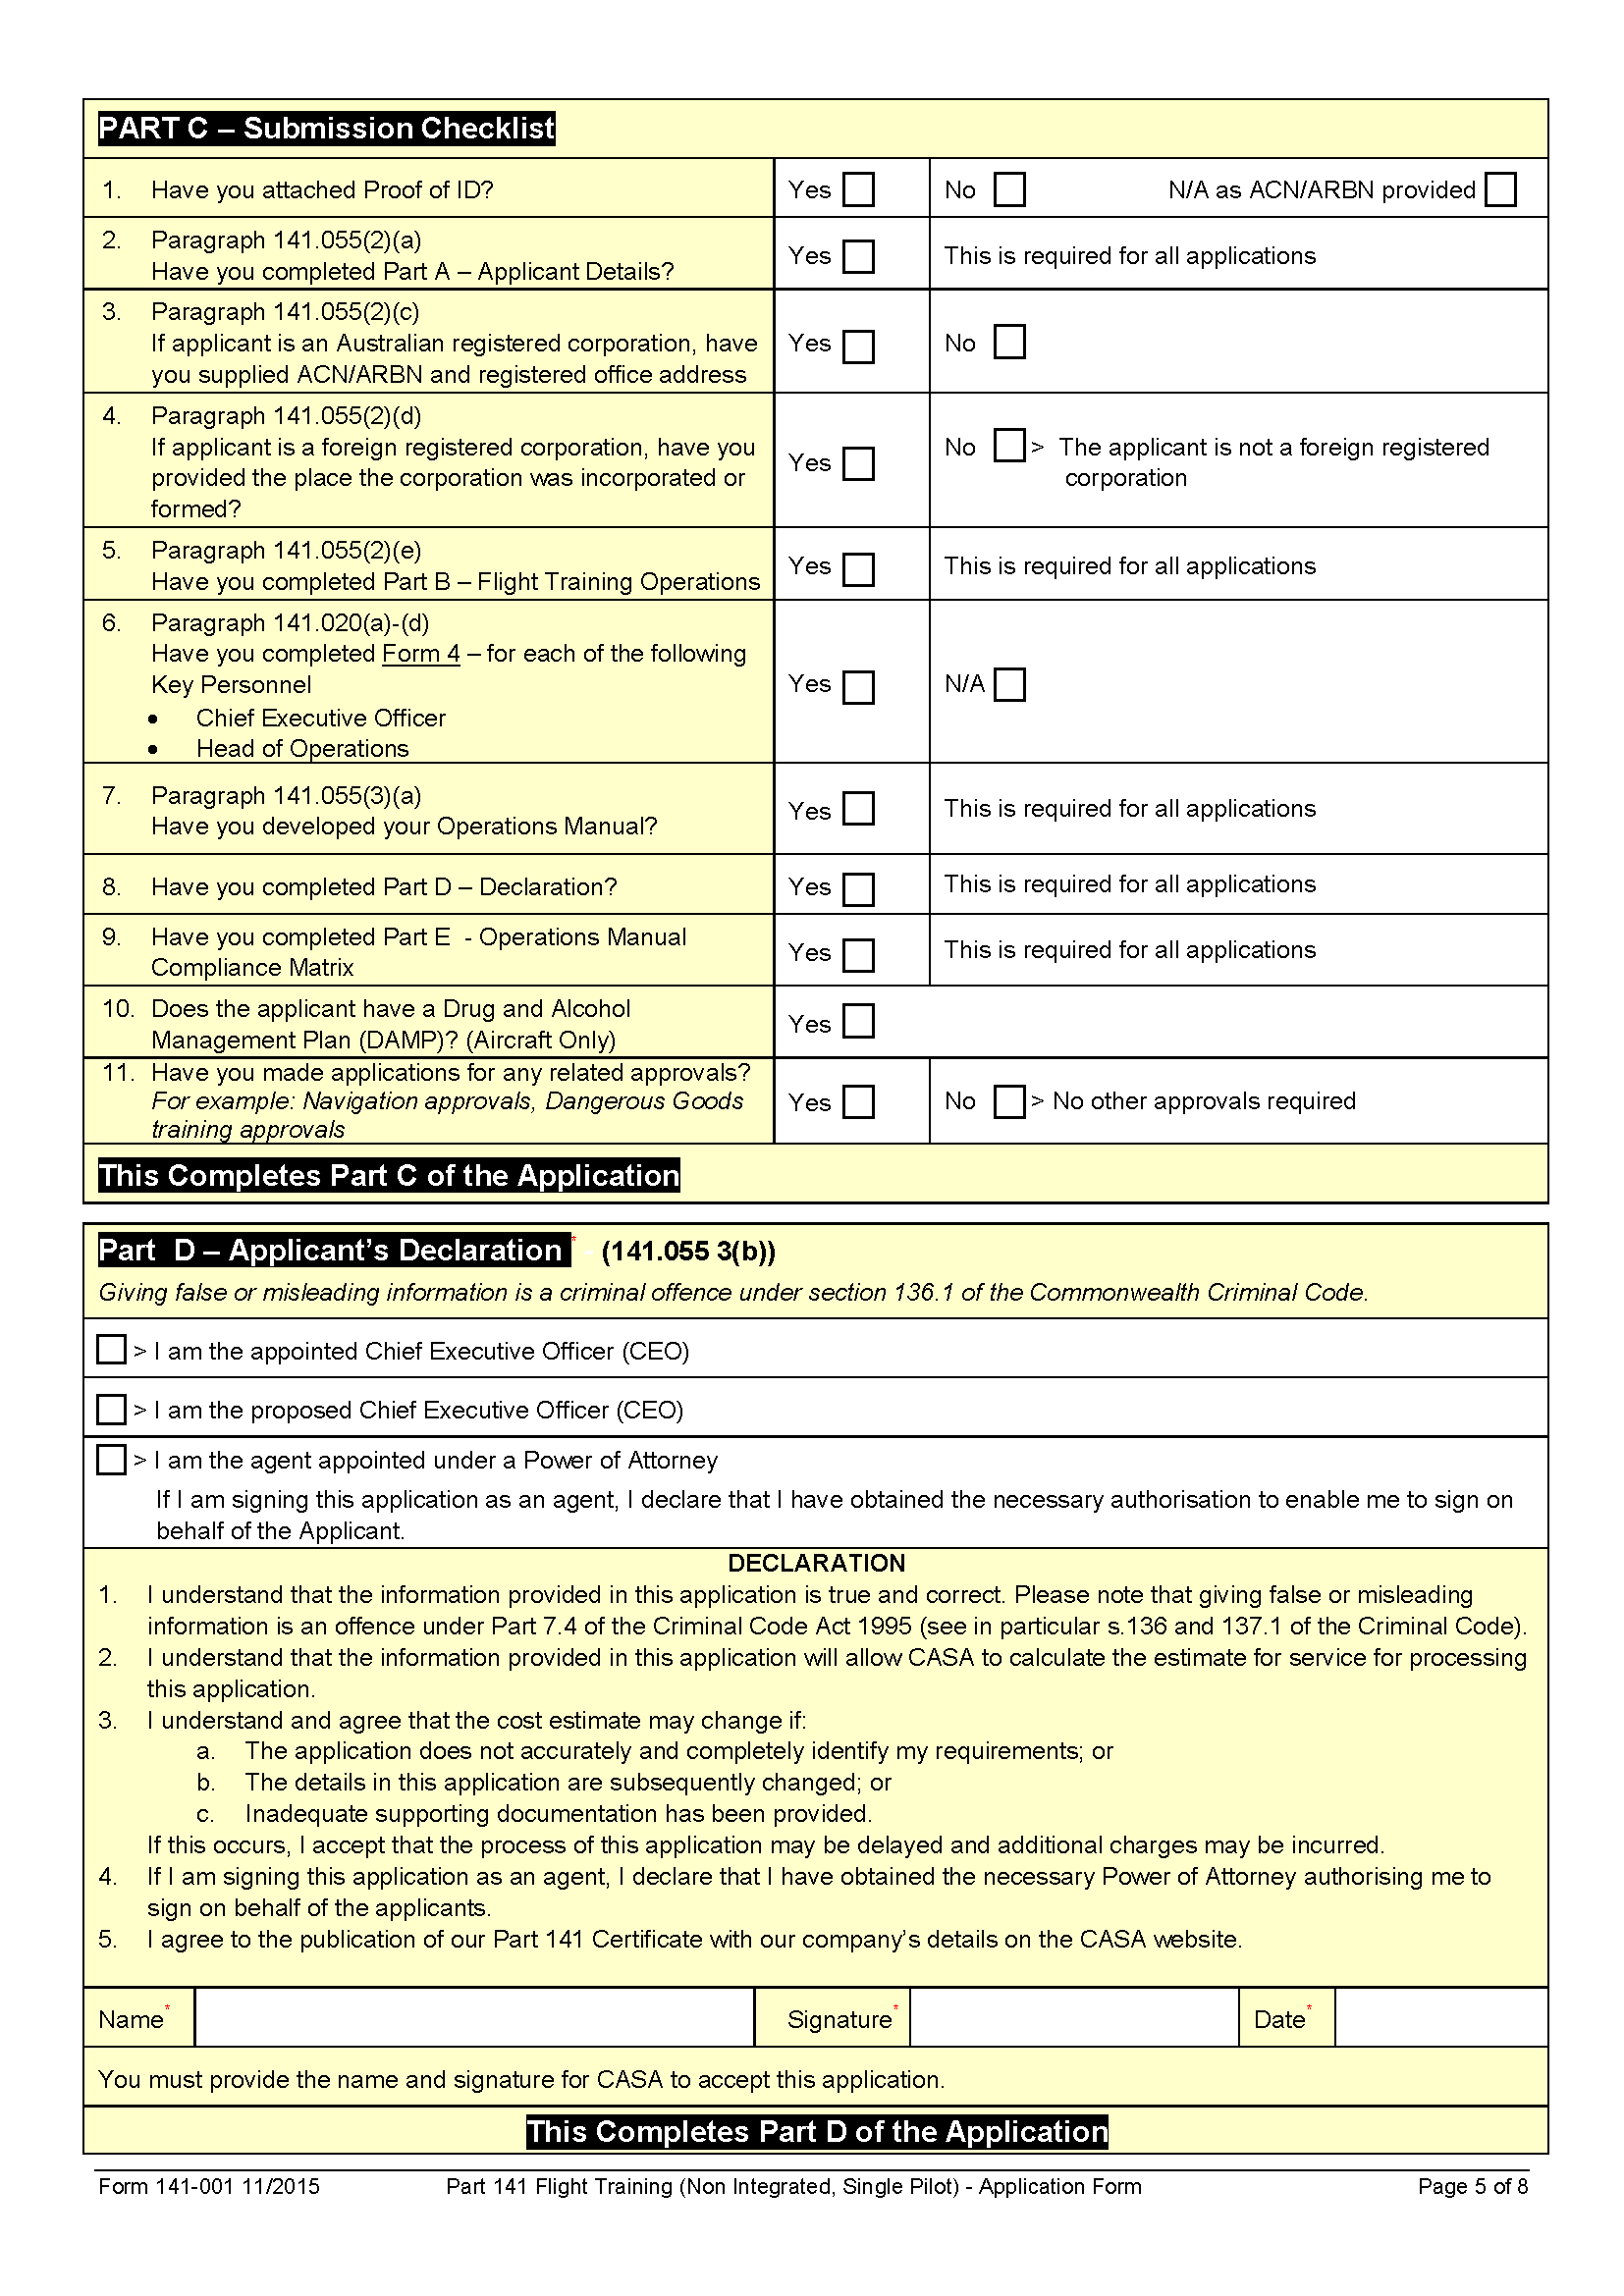 PART C – Submission Checklist
1. Have you attached Proof of ID? Yes No N/A as ACN/ARBN provided
2. Paragraph 141.055(2)(a)
Have you completed Part A – Applicant Details? Yes This is required for all applications
3. Paragraph 141.055(2)(c)
If applicant is an Australian registered corporation, have Yes No
you supplied ACN/ARBN and registered office address
4. Paragraph 141.055(2)(d)
If applicant is a foreign registered corporation, have you
provided the place the corporation was incorporated or
formed?
Yes No > The applicant is not a foreign registered
corporation
5. Paragraph 141.055(2)(e)
Have you completed Part B – Flight Training Operations Yes This is required for all applications
6. Paragraph 141.020(a)-(d)
Have you completed Form 4 – for each of the following
Key Personnel Yes N/A
• Chief Executive Officer
• Head of Operations
7. Paragraph 141.055(3)(a)
Have you developed your Operations Manual? Yes This is required for all applications
8. Have you completed Part D – Declaration? Yes This is required for all applications
9. Have you completed Part E - Operations Manual
Compliance Matrix Yes This is required for all applications
10. Does the applicant have a Drug and Alcohol
Management Plan (DAMP)? (Aircraft Only) Yes
11. Have you made applications for any related approvals?
For example: Navigation approvals, Dangerous Goods
training approvals
Yes No > No other approvals required
This Completes Part C of the Application
Part D – Applicant's Declaration * - (141.055 3(b))
Giving false or misleading information is a criminal offence under section 136.1 of the Commonwealth Criminal Code.
> I am the appointed Chief Executive Officer (CEO)
> I am the proposed Chief Executive Officer (CEO)
> I am the agent appointed under a Power of Attorney
If I am signing this application as an agent, I declare that I have obtained the necessary authorisation to enable me to sign on
behalf of the Applicant.
DECLARATION
1. I understand that the information provided in this application is true and correct. Please note that giving false or misleading
information is an offence under Part 7.4 of the Criminal Code Act 1995 (see in particular s.136 and 137.1 of the Criminal Code).
2. I understand that the information provided in this application will allow CASA to calculate the estimate for service for processing
this application.
3. I understand and agree that the cost estimate may change if:
a. The application does not accurately and completely identify my requirements; or
b. The details in this application are subsequently changed; or
c. Inadequate supporting documentation has been provided.
If this occurs, I accept that the process of this application may be delayed and additional charges may be incurred.
4. If I am signing this application as an agent, I declare that I have obtained the necessary Power of Attorney authorising me to
sign on behalf of the applicants.
5. I agree to the publication of our Part 141 Certificate with our company's details on the CASA website.
Name* Signature* Date*
You must provide the name and signature for CASA to accept this application.
This Completes Part D of the Application
Form 141-001 11/2015 Part 141 Flight Training (Non Integrated, Single Pilot) - Application Form Page 5 of 8